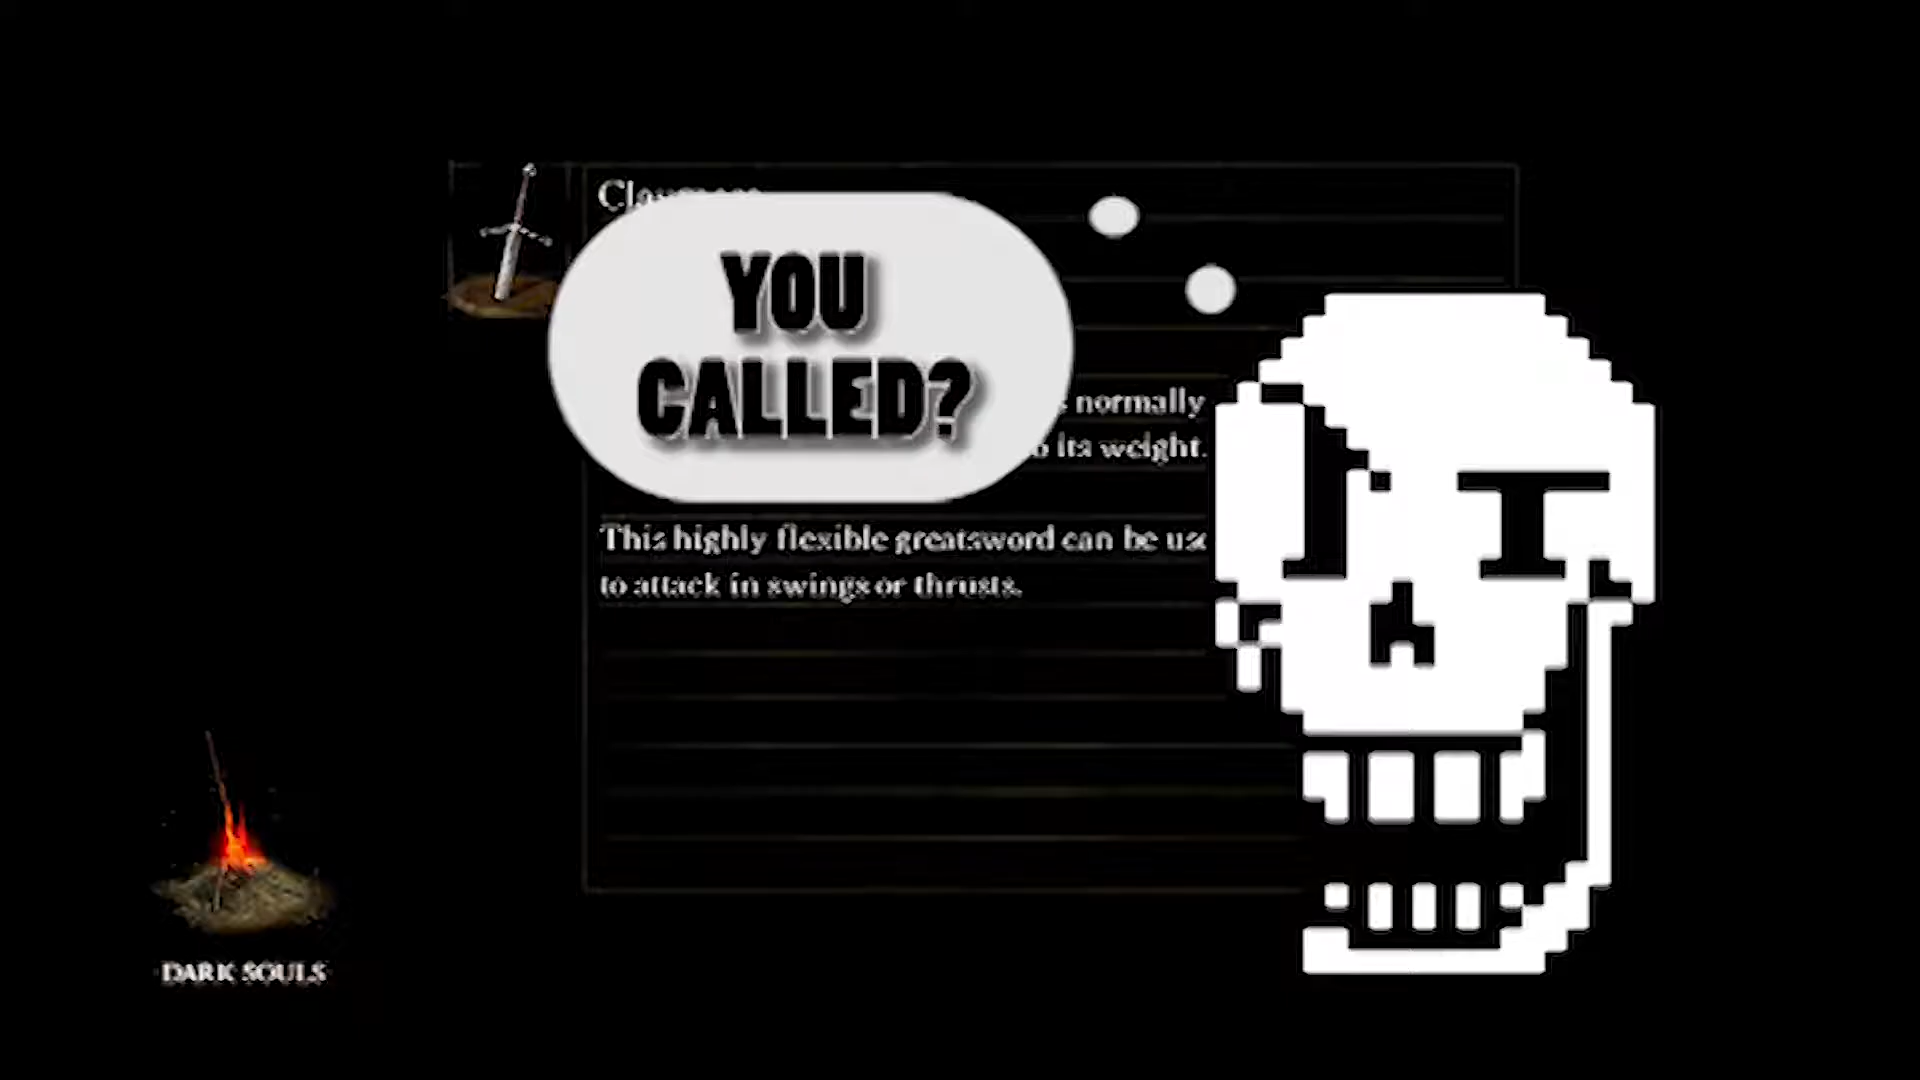 YOU
CALLED?
normally
its weight.
This highly flexible greatsword can be
to attack in swings or thrusts.
DARK SOULS